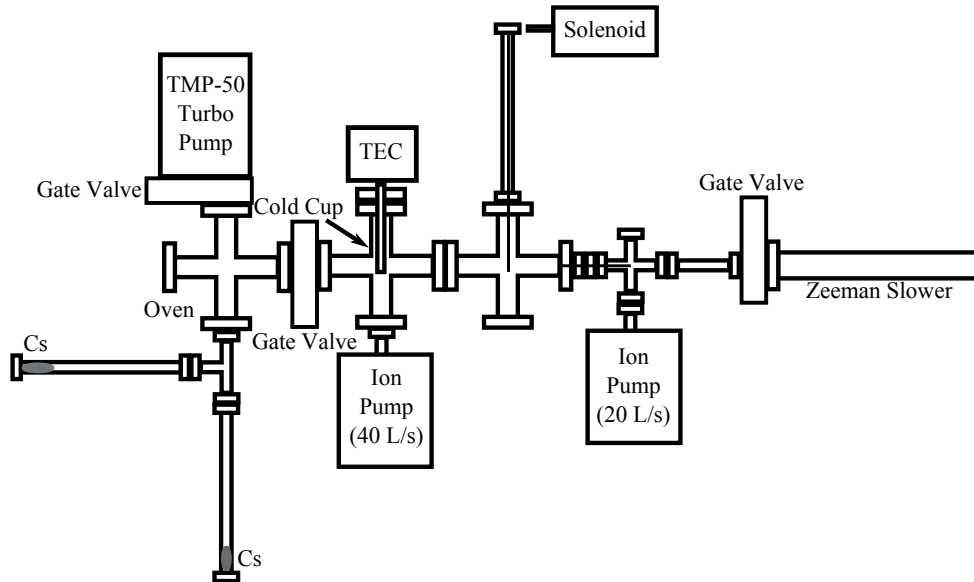 Solenoid
TMP-50
Turbo
Pump
TEC
Gate Valve
Gate Valve
Cold Cup
Zeeman Slower
Oven
Gate Valve
Cs
Ion
Pump
(40 L/s)
Ion
Pump
(20 L/s)
Cs